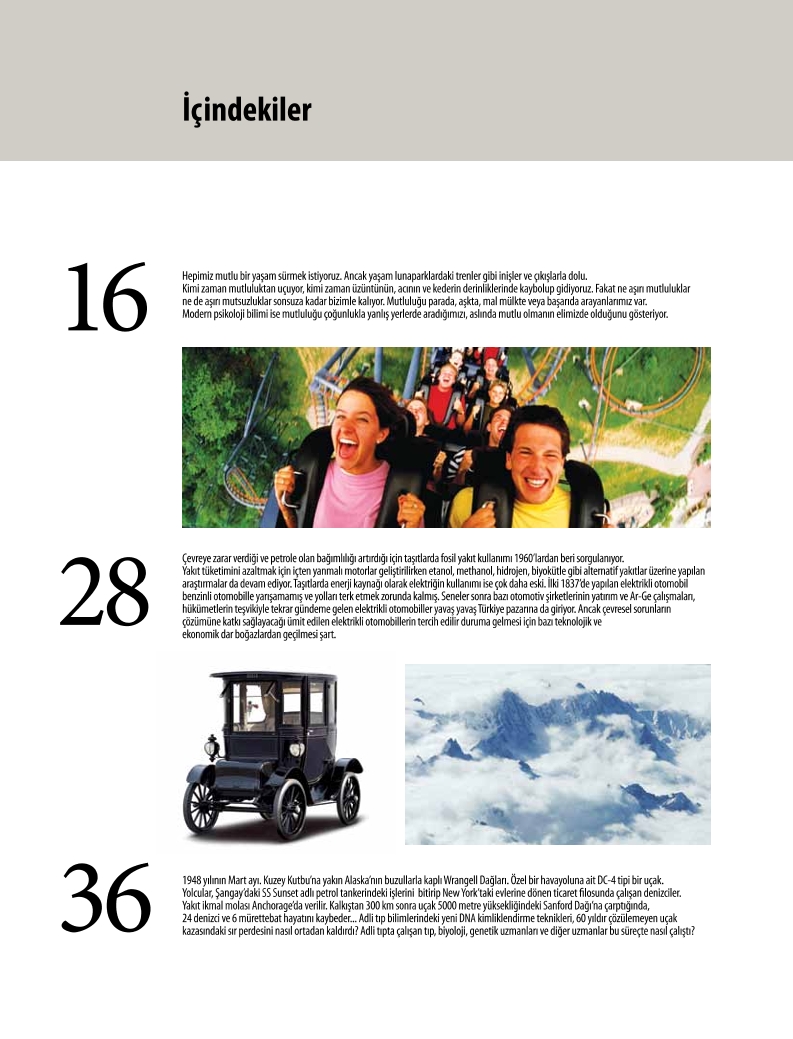 İçindekiler
16
Hepimiz mutlu bir yaşam sürmek istiyoruz. Ancak yaşam lunaparklardaki trenler gibi inişler ve çıkışlarla dolu.
Kimi zaman mutluluktan uçuyor, kimi zaman üzüntünün, acının ve kederin derinliklerinde kaybolup gidiyoruz. Fakat ne aşırı mutluluklar
ne de aşırı mutsuzluklar sonsuza kadar bizimle kalıyor. Mutluluğu parada, aşkta, mal mülkte veya başarıda arayanlarımız var.
Modern psikoloji bilimi ise mutluluğu çoğunlukla yanlış yerlerde aradığımızı, aslında mutlu olmanın elimizde olduğunu gösteriyor.
28
Çevreye zarar verdiği ve petrole olan bağımlılığı artırdığı için taşıtlarda fosil yakıt kullanımı 1960'lardan beri sorgulanıyor.
Yakıt tüketimini azaltmak için içten yanmalı motorlar geliştirilirken etanol, methanol, hidrojen, biyokütle gibi alternatif yakıtlar üzerine yapılan
araştırmalar da devam ediyor. Taşıtlarda enerji kaynağı olarak elektriğin kullanımı ise çok daha eski. İlki 1837'de yapılan elektrikli otomobil
benzinli otomobille yarışamamış ve yolları terk etmek zorunda kalmış. Seneler sonra bazı otomotiv şirketlerinin yatırım ve Ar-Ge çalışmaları,
hükümetlerin teşvikiyle tekrar gündeme gelen elektrikli otomobiller yavaş yavaş Türkiye pazarına da giriyor. Ancak çevresel sorunların
çözümüne katkı sağlayacağı ümit edilen elektrikli otomobillerin tercih edilir duruma gelmesi için bazı teknolojik ve
ekonomik dar boğazlardan geçilmesi şart.
36
1948 yılının Mart ayı. Kuzey Kutbu'na yakın Alaska'nın buzullarla kaplı Wrangell Dağları. Özel bir havayoluna ait DC-4 tipi bir uçak.
Yolcular, Şangay'daki SS Sunset adlı petrol tankerindeki işlerini bitirip New York'taki evlerine dönen ticaret filosunda çalışan denizciler.
Yakıt ikmal molası Anchorage'da verilir. Kalkıştan 300 km sonra uçak 5000 metre yüksekliğindeki Sanford Dağı'na çarptığında,
24 denizci ve 6 mürettebat hayatını kaybeder... Adli tıp bilimlerindeki yeni DNA kimliklendirme teknikleri, 60 yıldır çözülemeyen uçak
kazasındaki sır perdesini nasıl ortadan kaldırdı? Adli tıpta çalışan tıp, biyoloji, genetik uzmanları ve diğer uzmanlar bu süreçte nasıl çalıştı?